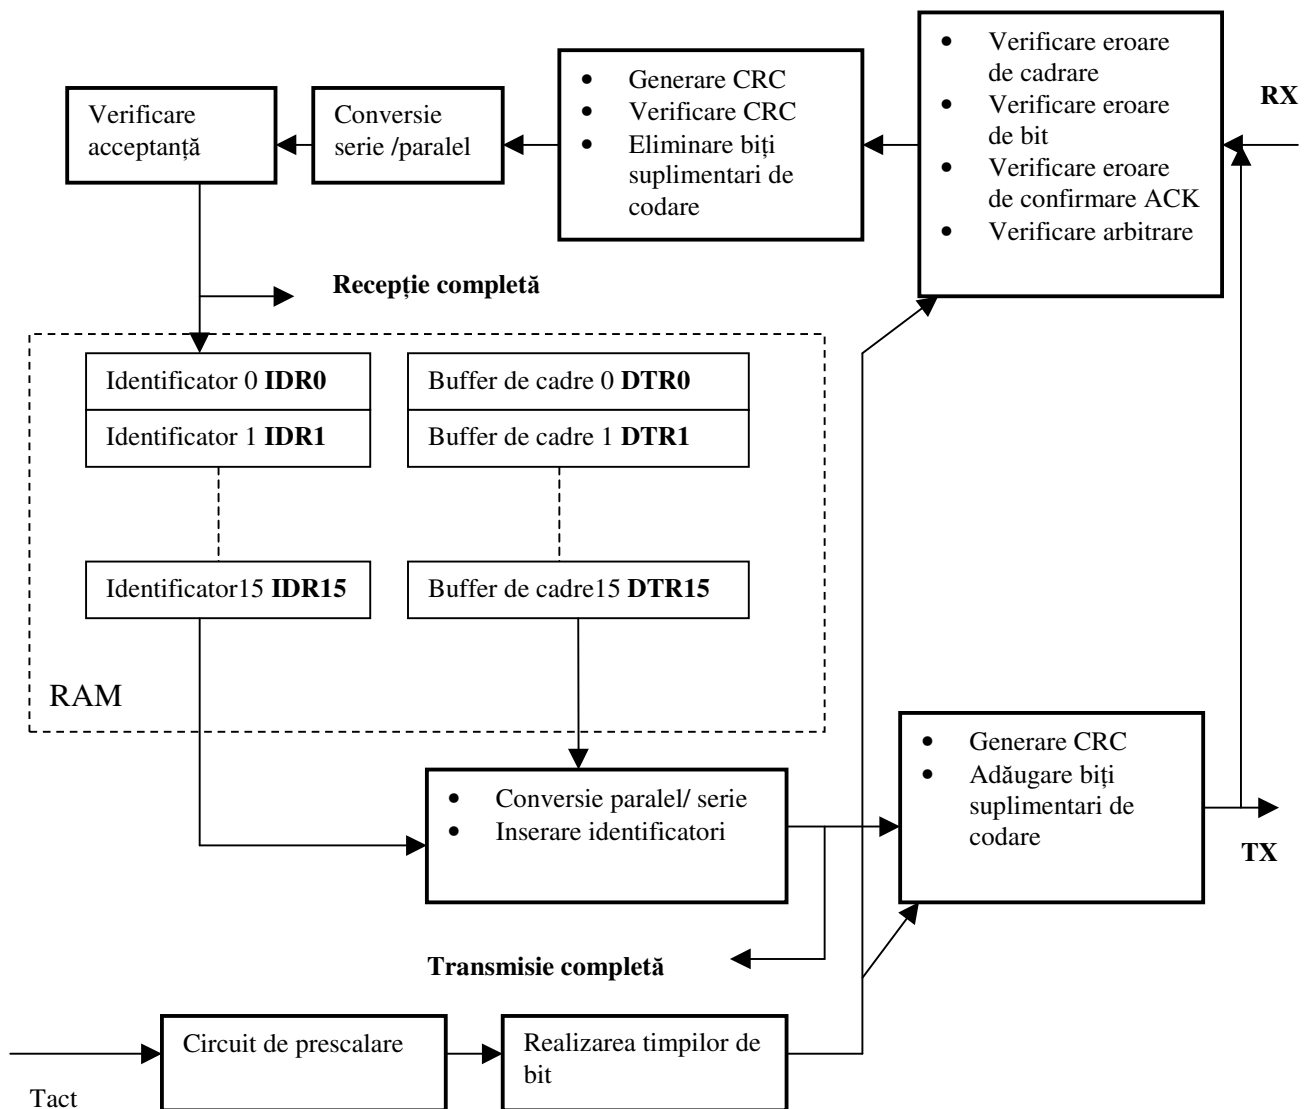 Verificare
acceptanță
Conversie
serie /paralel
• Generare CRC
• Verificare CRC
• Eliminare biți
suplimentari de
codare
• Verificare eroare
de cadrare
• Verificare eroare
de bit
• Verificare eroare
de confirmare ACK
• Verificare arbitrare
RX
Recepție completă
Identificator 0 IDR0
Buffer de cadre 0 DTR0
Identificator 1 IDR1
Buffer de cadre 1 DTR1
Identificator15 IDR15
Buffer de cadre15 DTR15
RAM
• Conversie paralel/ serie
• Inserare identificatori
• Generare CRC
• Adăugare biți
suplimentari de
codare
TX
Transmisie completă
Circuit de prescalare
Realizarea timpilor de
bit
Tact